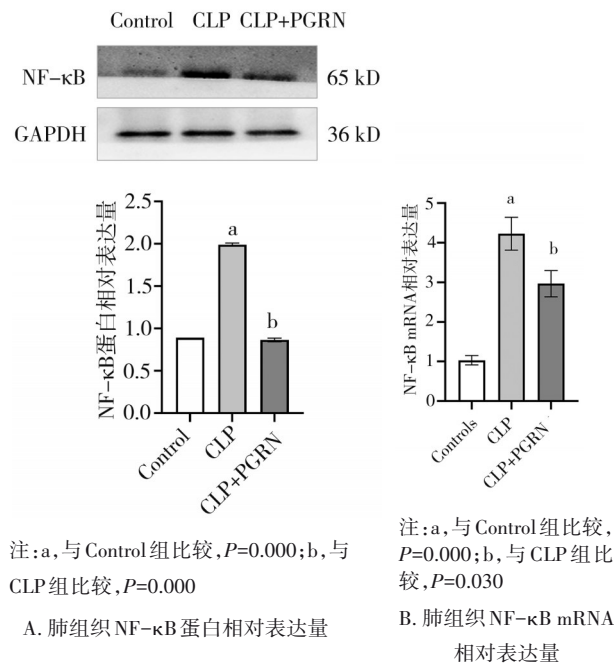 Control CLP CLP+PGRN
NF-κB 65 kD
GAPDH 36 kD
NF-κB蛋白相对表达量
2.5
2.0
1.5
1.0
0.5
0.0
a
b
Control
CLP
CLP+PGRN
注:a,与Control组比较,P=0.000;b,与
CLP组比较,P=0.000
A. 肺组织NF-κB蛋白相对表达量
NF-κB mRNA相对表达量
5
4
3
2
1
0
a
b
Controls
CLP
CLP+PGRN
注:a,与Control组比较,
P=0.000;b,与CLP组比
较,P=0.030
B. 肺组织NF-κB mRNA
相对表达量